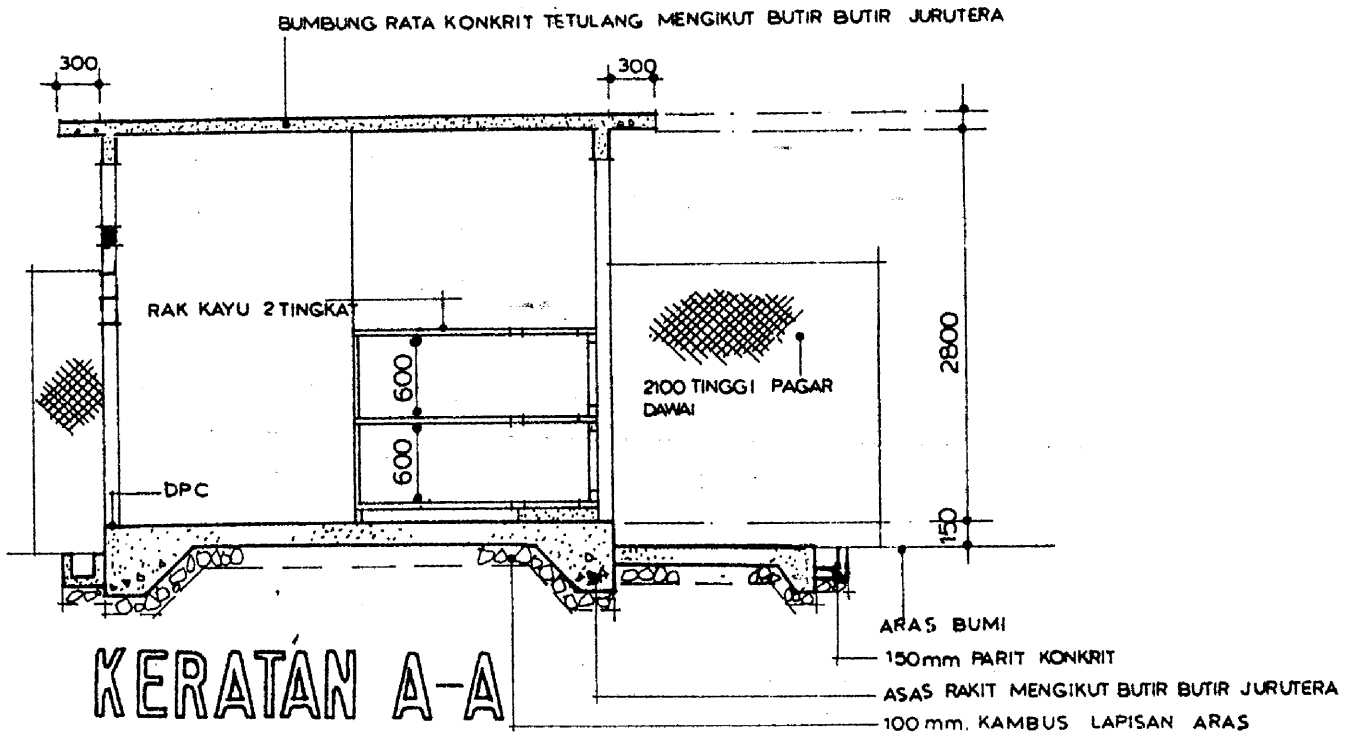 BUMBUNG RATA KONKRIT TETULANG MENGIKUT BUTIR BUTIR JURUTERA
300
300
RAK KAYU 2 TINGKAT
600
600
2100 TINGGI PAGAR
DAWAI
2800
DPC
150
ARAS BUMI
150mm PARIT KONKRIT
ASAS RAKIT MENGIKUT BUTIR BUTIR JURUTERA
100 mm. KAMBUS LAPISAN ARAS
KERATAN A-A